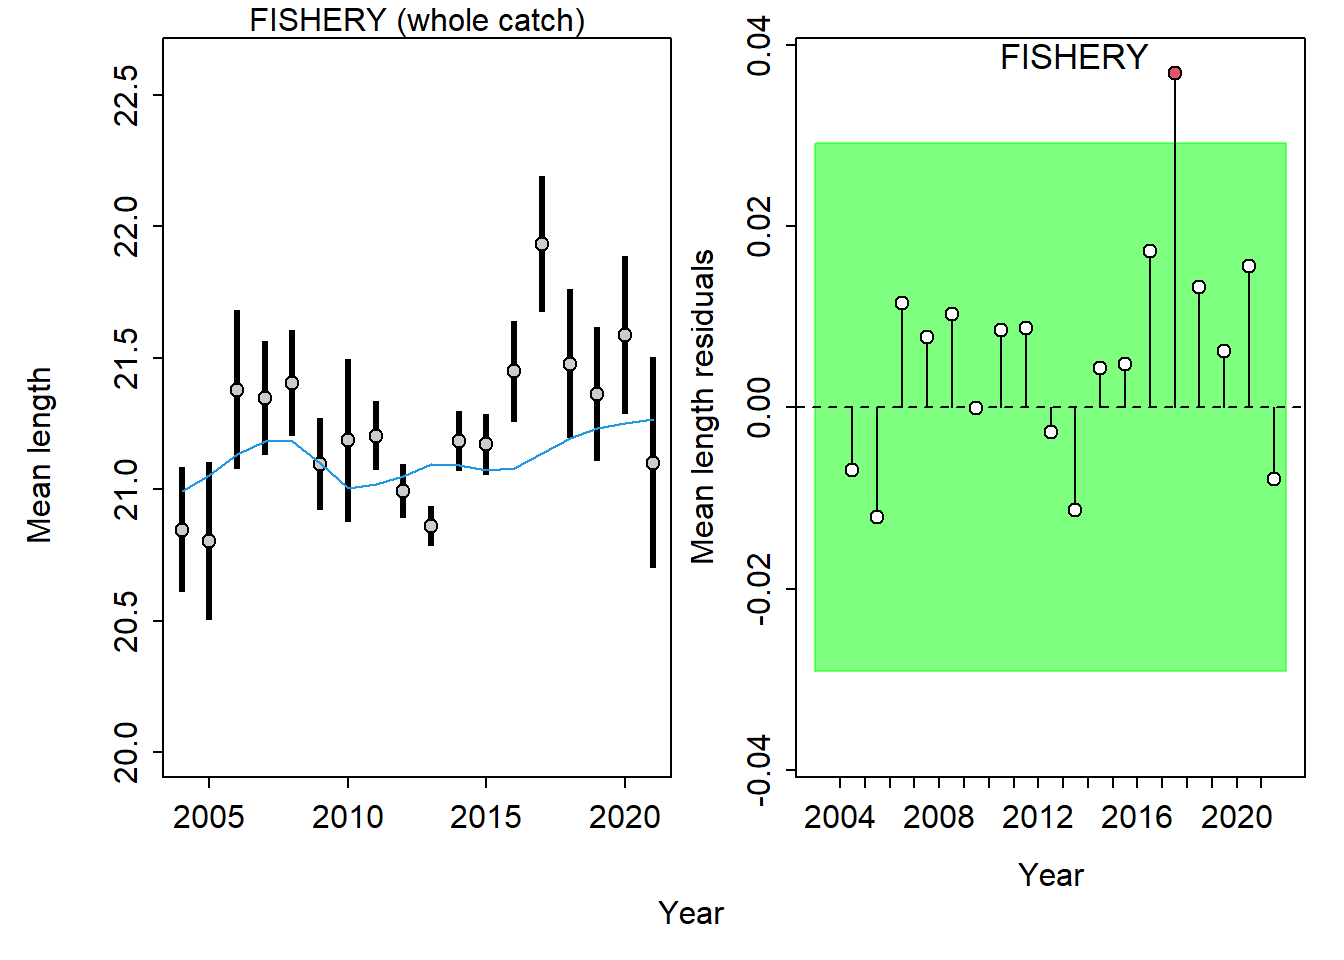 FISHERY (whole catch)
Mean length
22.5
22.0
21.5
21.0
20.5
20.0
2005 2010 2015 2020
Year
FISHERY
Mean length residuals
0.04
0.02
0.00
-0.02
-0.04
2004 2008 2012 2016 2020
Year